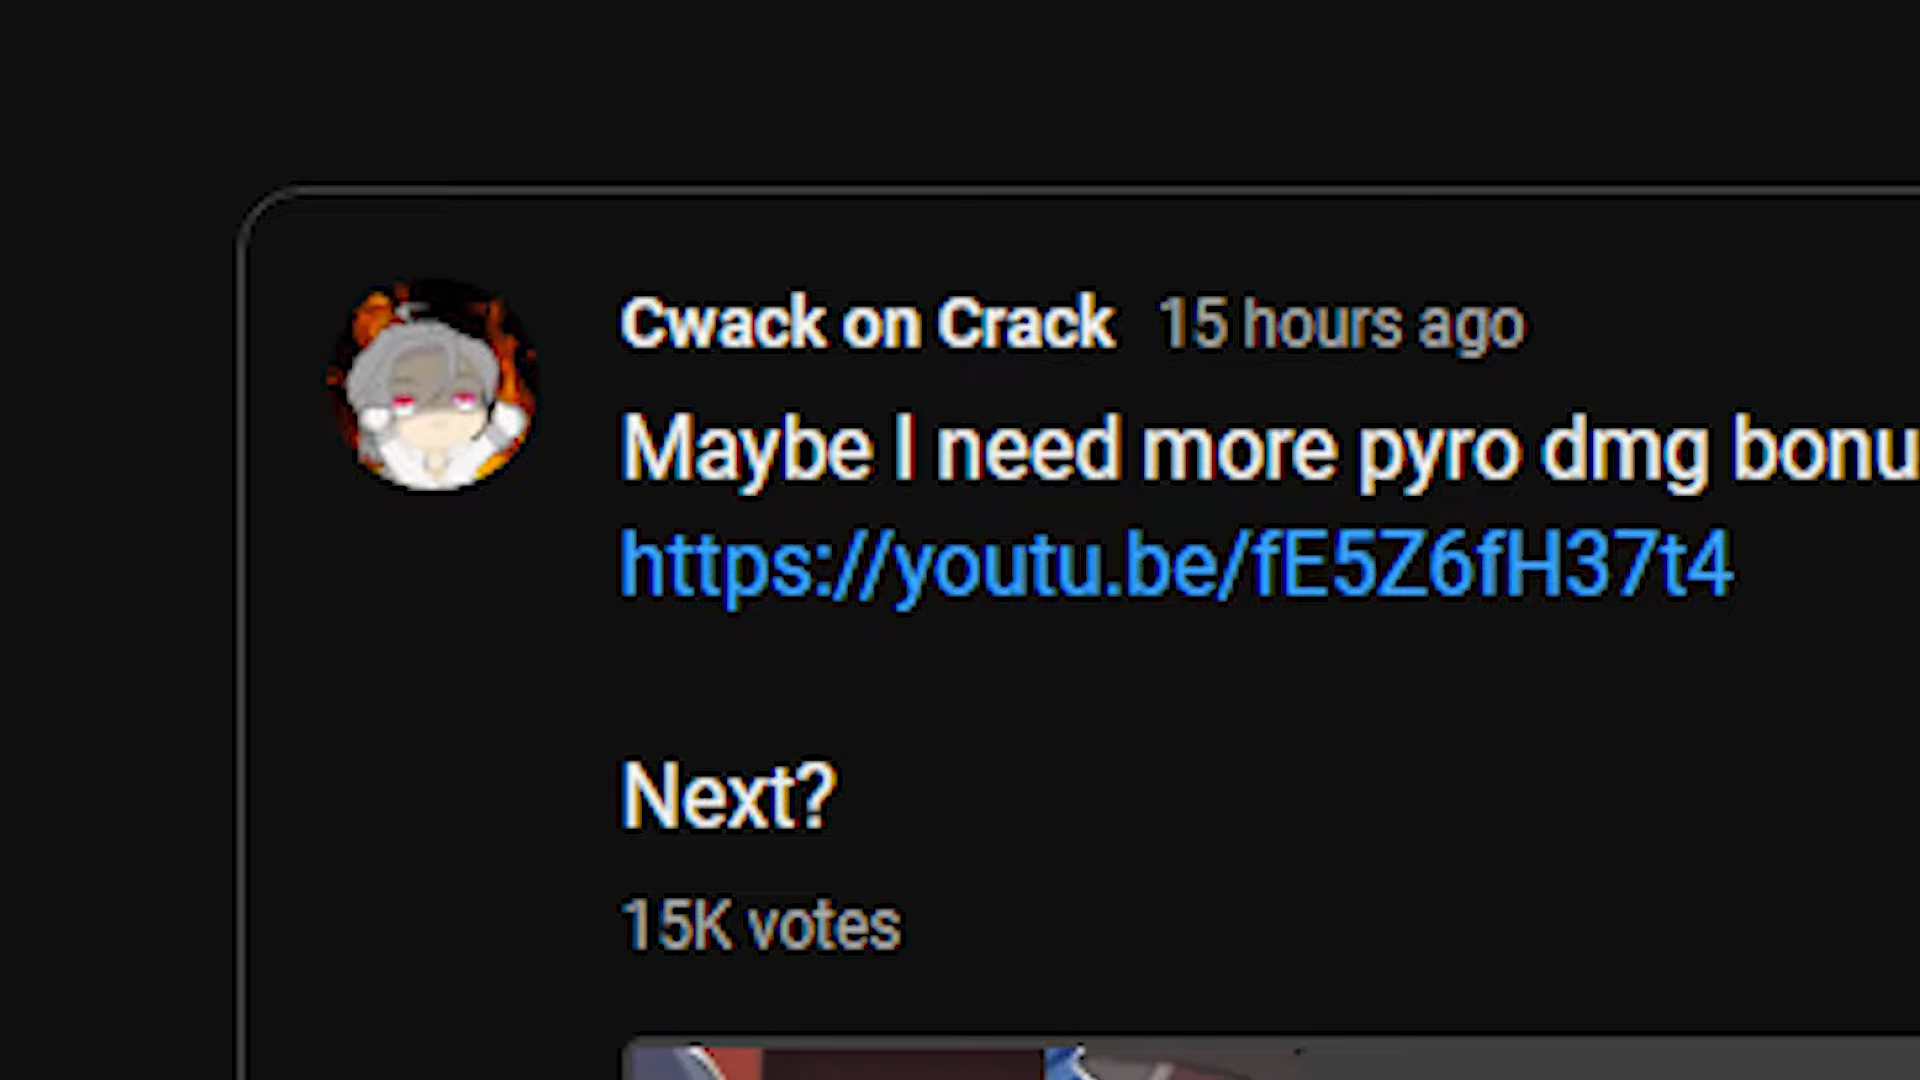 Cwack on Crack 15 hours ago
Maybe I need more pyro dmg bonu
https://youtu.be/fE5Z6fH37t4
Next?
15K votes